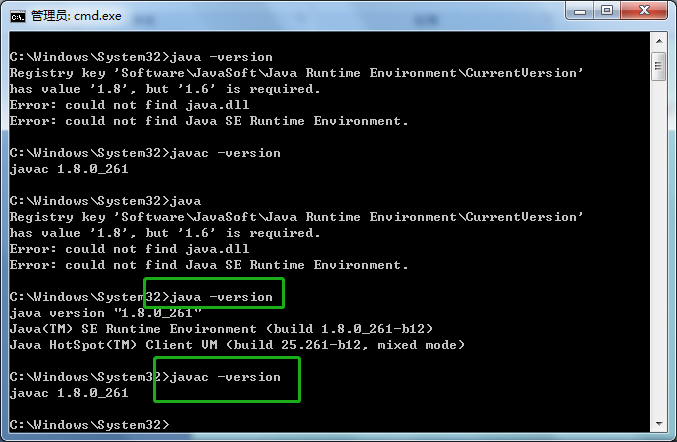 管理员: cmd.exe
C:\Windows\System32>java -version
Registry key 'Software\JavaSoft\Java Runtime Environment\CurrentVersion'
has value '1.8', but '1.6' is required.
Error: could not find java.dll
Error: could not find Java SE Runtime Environment.
C:\Windows\System32>javac -version
javac 1.8.0_261
C:\Windows\System32>java
Registry key 'Software\JavaSoft\Java Runtime Environment\CurrentVersion'
has value '1.8', but '1.6' is required.
Error: could not find java.dll
Error: could not find Java SE Runtime Environment.
C:\Windows\System32>java -version
java version "1.8.0_261"
Java(TM) SE Runtime Environment (build 1.8.0_261-b12)
Java HotSpot(TM) Client VM (build 25.261-b12, mixed mode)
C:\Windows\System32>javac -version
javac 1.8.0_261
C:\Windows\System32>